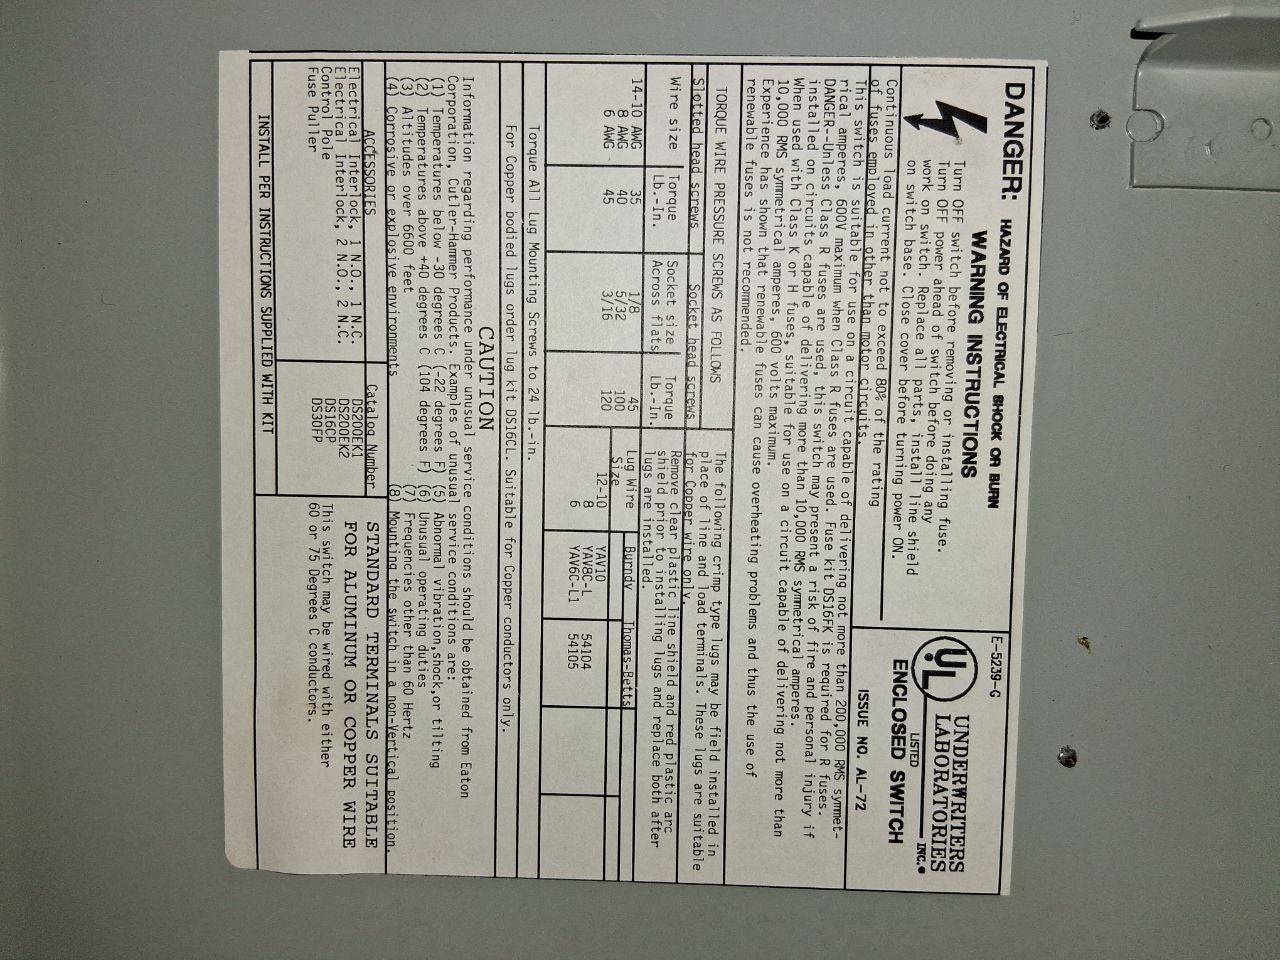 DANGER: HAZARD OF ELECTRICAL SHOCK OR BURN
WARNING INSTRUCTIONS
Turn OFF switch before removing or installing fuse.
Turn OFF power ahead of switch before doing any
work on switch. Replace all parts, install line shield
on switch base. Close cover before turning power ON.
Continuous load current not to exceed 80% of the rating
of fuses employed in other than motor circuits.
E-5239-G
UL
UNDERWRITERS
LABORATORIES INC.®
LISTED
ENCLOSED SWITCH
ISSUE NO. AL-72
This switch is suitable for use on a circuit capable of delivering not more than 200,000 RMS symmet-
rical amperes, 600V maximum when Class R fuses are used. Fuse kit DS16FK is required for R fuses.
DANGER--Unless Class R fuses are used, this switch may present a risk of fire and personal injury if
installed on circuits capable of delivering more than 10,000 RMS symmetrical amperes.
When used with Class K or H fuses, suitable for use on a circuit capable of delivering not more than
10,000 RMS symmetrical amperes, 600 volts maximum.
Experience has shown that renewable fuses can cause overheating problems and thus the use of
renewable fuses is not recommended.
TORQUE WIRE PRESSURE SCREWS AS FOLLOWS
Slotted head screws Socket head screws
Wire size Torque Lb.-In. Socket size Across flats Torque Lb.-In.
14-10 AWG 35 1/8 45
8 AWG 40 5/32 100
6 AWG 45 3/16 120
The following crimp type lugs may be field installed in
place of line and load terminals. These lugs are suitable
for Copper wire only.
Remove clear plastic line shield and red plastic arc
shield prior to installing lugs and replace both after
lugs are installed.
Lug Wire Size Burndy Thomas-Betts
12-10 YAV10
8 YAV8C-L 54104
6 YAV6C-L1 54105
Torque All Lug Mounting Screws to 24 lb.-in.
For Copper bodied lugs order lug kit DS16CL. Suitable for Copper conductors only.
CAUTION
Information regarding performance under unusual service conditions should be obtained from Eaton
Corporation, Cutler-Hammer Products. Examples of unusual service conditions are:
(1) Temperatures below -30 degrees C (-22 degrees F) (5) Abnormal vibration,shock,or tilting
(2) Temperatures above +40 degrees C (104 degrees F) (6) Unusual operating duties
(3) Altitudes over 6600 feet (7) Frequencies other than 60 Hertz
(4) Corrosive or explosive environments (8) Mounting the switch in a non-Vertical position.
ACCESSORIES Catalog Number
Electrical Interlock, 1 N.O., 1 N.C. DS200EK1
Electrical Interlock, 2 N.O., 2 N.C. DS200EK2
Control Pole DS16CP
Fuse Puller DS30FP
INSTALL PER INSTRUCTIONS SUPPLIED WITH KIT
STANDARD TERMINALS SUITABLE
FOR ALUMINUM OR COPPER WIRE
This switch may be wired with either
60 or 75 Degrees C conductors.